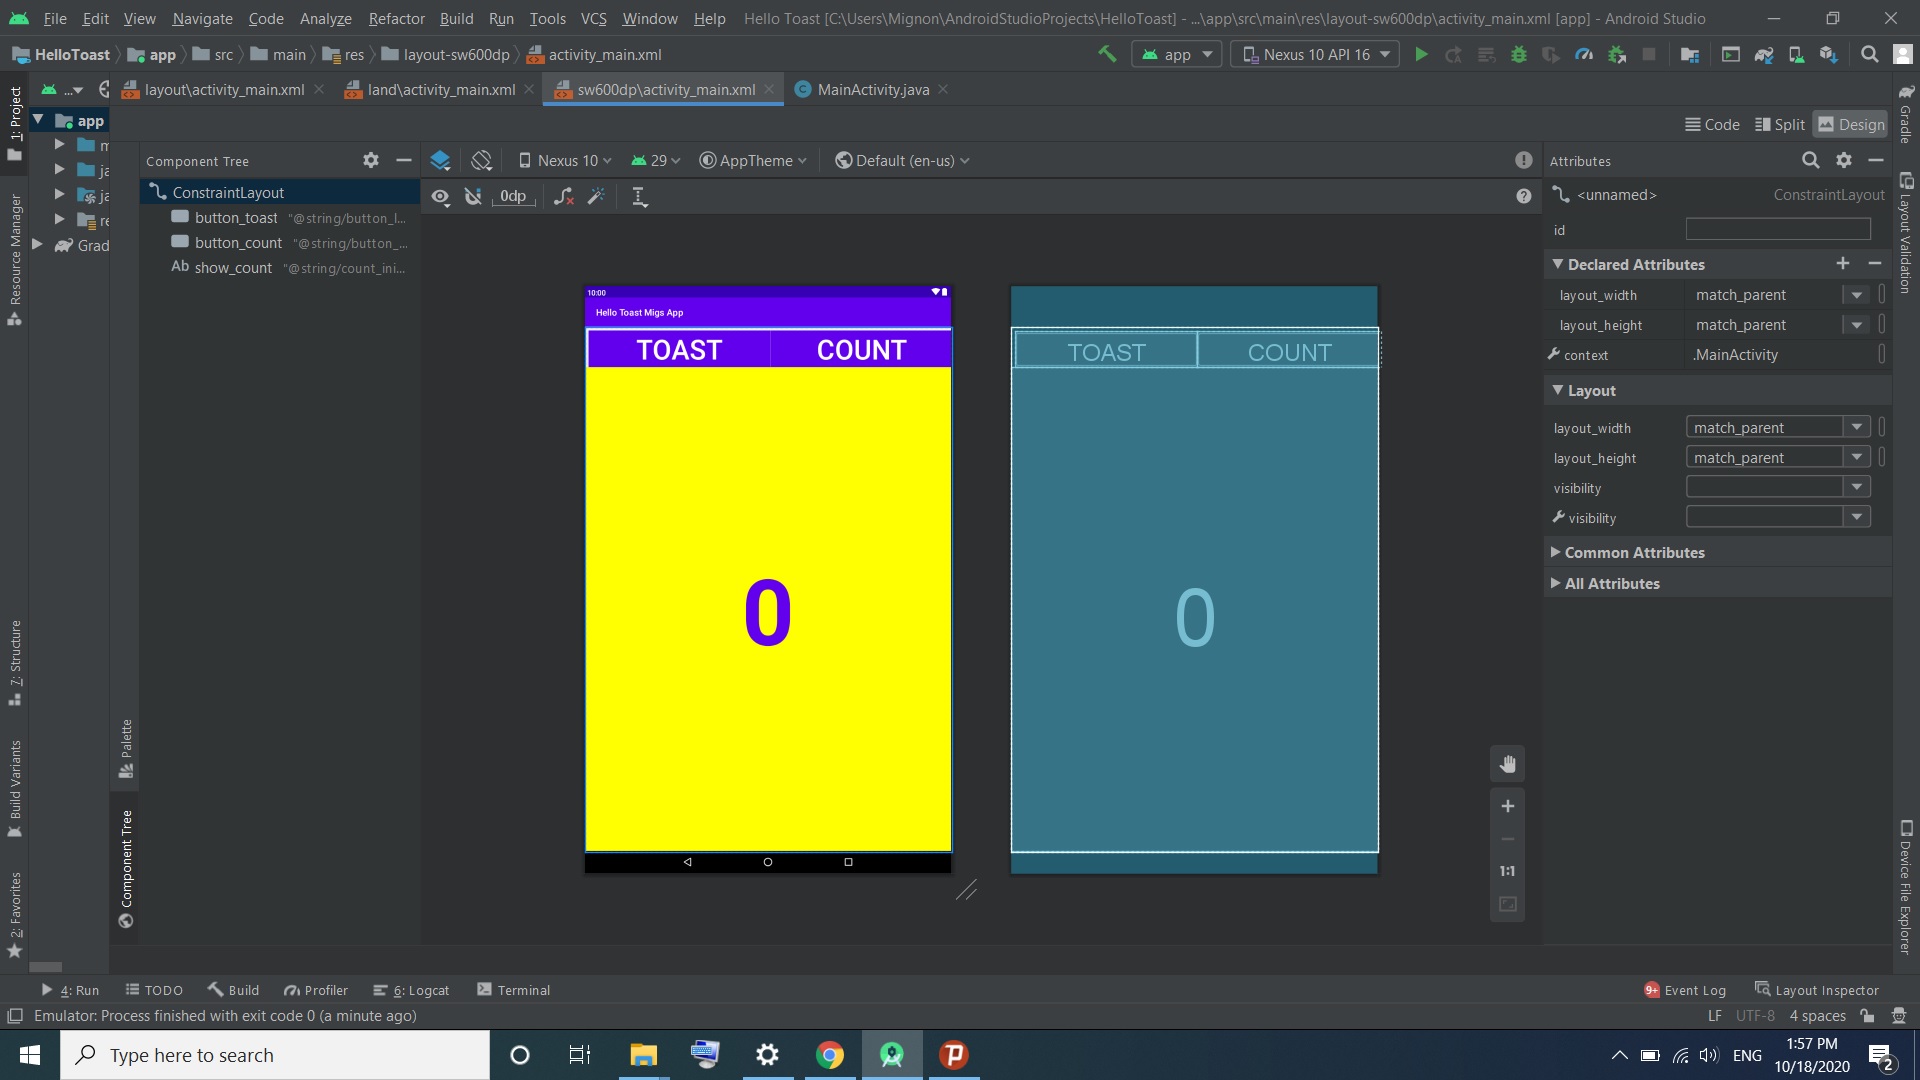 File Edit View Navigate Code Analyze Refactor Build Run Tools VCS Window Help Hello Toast [C:\Users\Mignon\AndroidStudioProjects\HelloToast] - ...\app\src\main\res\layout-sw600dp\activity_main.xml [app] - Android Studio
HelloToast app src main res layout-sw600dp activity_main.xml app Nexus 10 API 16
... layout\activity_main.xml land\activity_main.xml sw600dp\activity_main.xml C MainActivity.java
1: Project
Resource Manager
7: Structure
Build Variants
2: Favorites
app
m
ja
ja
re
Grad
Code Split Design
Palette
Component Tree
Component Tree
ConstraintLayout
button_toast "@string/button_l...
button_count "@string/button_...
Ab show_count "@string/count_ini...
Nexus 10 29 AppTheme Default (en-us)
0dp
10:00
Hello Toast Migs App
TOAST COUNT
0
TOAST COUNT
0
1:1
Attributes
<unnamed> ConstraintLayout
id
Declared Attributes
layout_width match_parent
layout_height match_parent
context .MainActivity
Layout
layout_width match_parent
layout_height match_parent
visibility
visibility
Common Attributes
All Attributes
Gradle
Layout Validation
Device File Explorer
4: Run TODO Build Profiler 6: Logcat Terminal 9+ Event Log Layout Inspector
Emulator: Process finished with exit code 0 (a minute ago) LF UTF-8 4 spaces
Type here to search
ENG
1:57 PM
10/18/2020
2